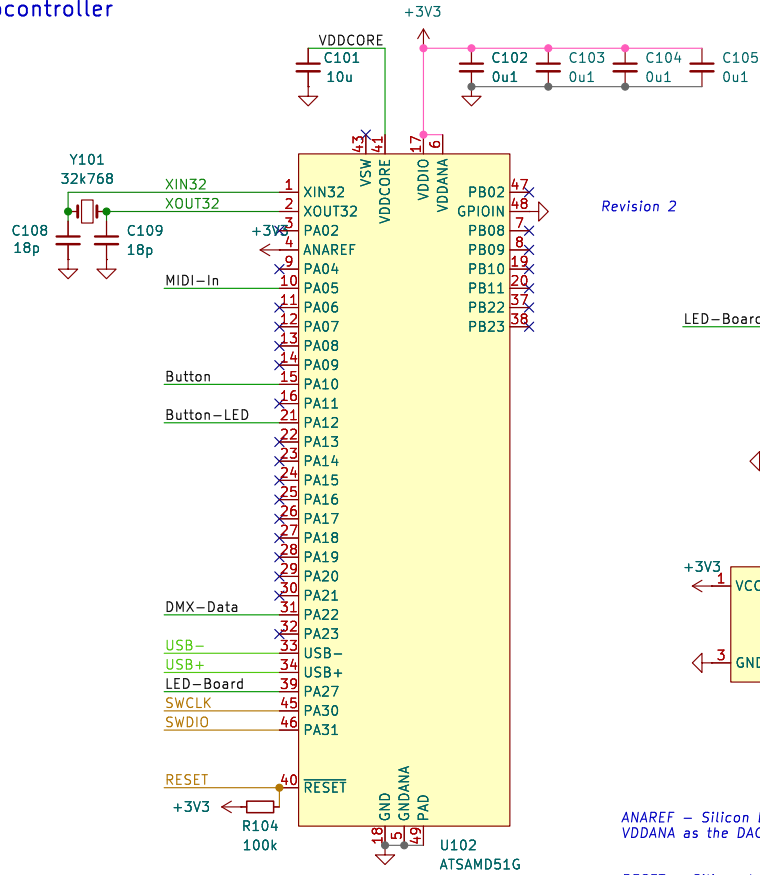 ocontroller
+3V3
VDDCORE
C101
10u
C102
0u1
C103
0u1
C104
0u1
C105
0u1
43
41
17
6
VSW
VDDCORE
VDDIO
VDDANA
Y101
32k768
XIN32
1
XIN32
XOUT32
2
XOUT32
C108
18p
C109
18p
+3V3
3
PA02
4
ANAREF
9
PA04
MIDI-In
10
PA05
11
PA06
12
PA07
13
PA08
14
PA09
Button
15
PA10
16
PA11
Button-LED
21
PA12
22
PA13
23
PA14
24
PA15
25
PA16
26
PA17
27
PA18
28
PA19
29
PA20
30
PA21
DMX-Data
31
PA22
32
PA23
USB-
33
USB-
USB+
34
USB+
LED-Board
39
PA27
SWCLK
45
PA30
SWDIO
46
PA31
RESET
40
RESET
+3V3
R104
100k
PB02
47
GPIOIN
48
PB08
7
PB09
8
PB10
19
PB11
20
PB22
37
PB23
38
GND
GNDANA
PAD
18
5
49
U102
ATSAMD51G
Revision 2
LED-Board
+3V3
1
VCC
3
GND
ANAREF - Silicon
VDDANA as the DAC